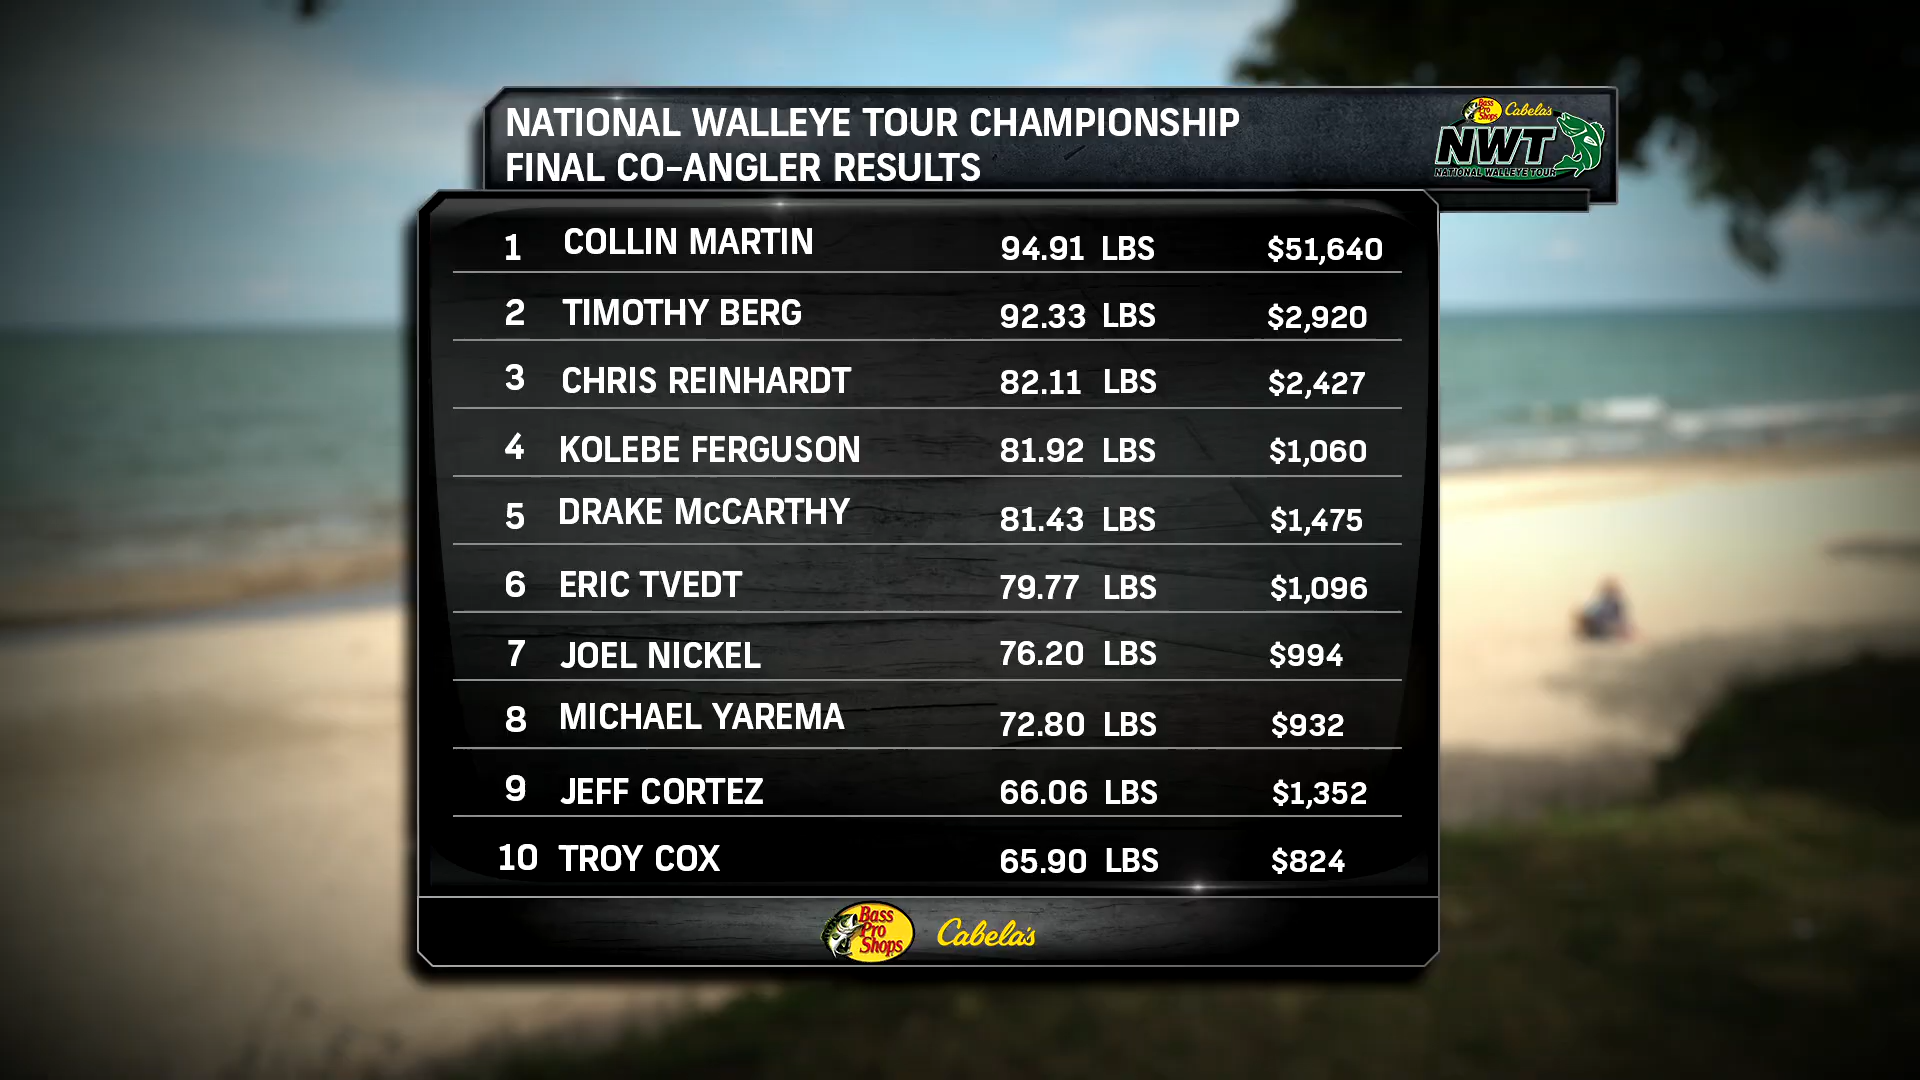 NATIONAL WALLEYE TOUR CHAMPIONSHIP
FINAL CO-ANGLER RESULTS
Bass Pro Shops Cabela's
NWT
NATIONAL WALLEYE TOUR
1 COLLIN MARTIN 94.91 LBS $51,640
2 TIMOTHY BERG 92.33 LBS $2,920
3 CHRIS REINHARDT 82.11 LBS $2,427
4 KOLEBE FERGUSON 81.92 LBS $1,060
5 DRAKE McCARTHY 81.43 LBS $1,475
6 ERIC TVEDT 79.77 LBS $1,096
7 JOEL NICKEL 76.20 LBS $994
8 MICHAEL YAREMA 72.80 LBS $932
9 JEFF CORTEZ 66.06 LBS $1,352
10 TROY COX 65.90 LBS $824
Bass
Pro
Shops
Cabela's